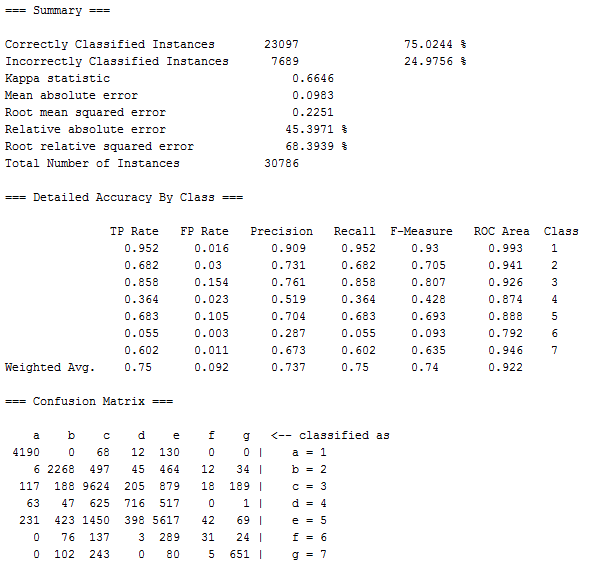 === Summary ===
Correctly Classified Instances 23097 75.0244 %
Incorrectly Classified Instances 7689 24.9756 %
Kappa statistic 0.6646
Mean absolute error 0.0983
Root mean squared error 0.2251
Relative absolute error 45.3971 %
Root relative squared error 68.3939 %
Total Number of Instances 30786
=== Detailed Accuracy By Class ===
TP Rate FP Rate Precision Recall F-Measure ROC Area Class
0.952 0.016 0.909 0.952 0.93 0.993 1
0.682 0.03 0.731 0.682 0.705 0.941 2
0.858 0.154 0.761 0.858 0.807 0.926 3
0.364 0.023 0.519 0.364 0.428 0.874 4
0.683 0.105 0.704 0.683 0.693 0.888 5
0.055 0.003 0.287 0.055 0.093 0.792 6
0.602 0.011 0.673 0.602 0.635 0.946 7
Weighted Avg. 0.75 0.092 0.737 0.75 0.74 0.922
=== Confusion Matrix ===
a b c d e f g <-- classified as
4190 0 68 12 130 0 0 | a = 1
6 2268 497 45 464 12 34 | b = 2
117 188 9624 205 879 18 189 | c = 3
63 47 625 716 517 0 1 | d = 4
231 423 1450 398 5617 42 69 | e = 5
0 76 137 3 289 31 24 | f = 6
0 102 243 0 80 5 651 | g = 7